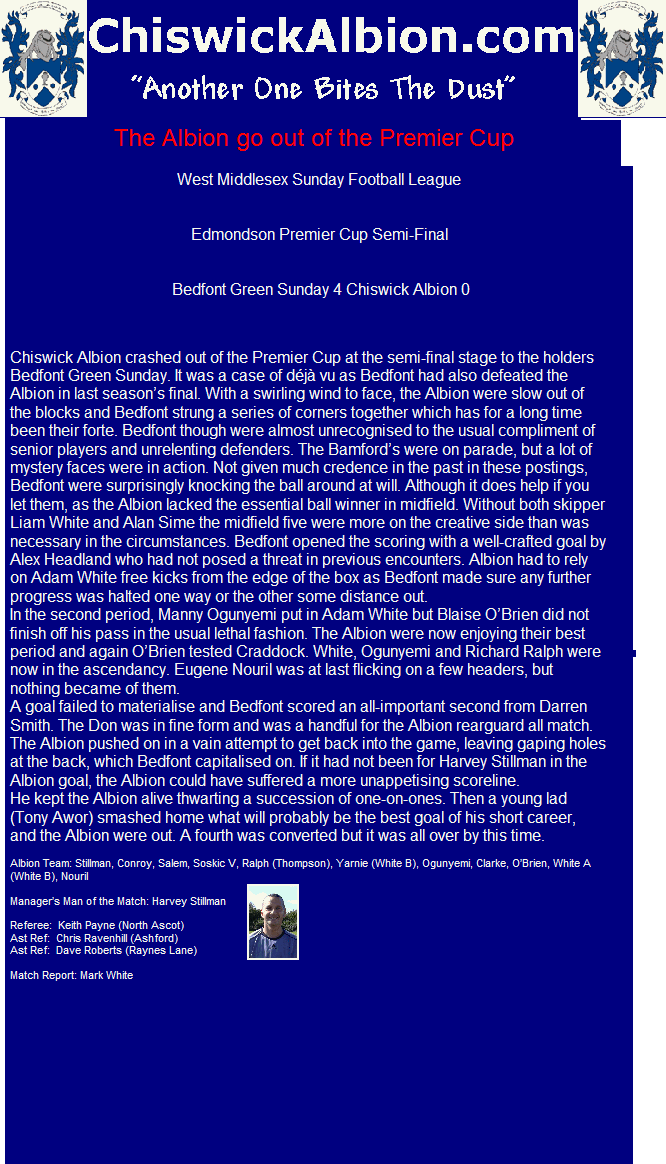 ChiswickAlbion.com
"Another One Bites The Dust"
The Albion go out of the Premier Cup
West Middlesex Sunday Football League
Edmondson Premier Cup Semi-Final
Bedfont Green Sunday 4 Chiswick Albion 0
Chiswick Albion crashed out of the Premier Cup at the semi-final stage to the holders
Bedfont Green Sunday. It was a case of déjà vu as Bedfont had also defeated the
Albion in last season's final. With a swirling wind to face, the Albion were slow out of
the blocks and Bedfont strung a series of corners together which has for a long time
been their forte. Bedfont though were almost unrecognised to the usual compliment of
senior players and unrelenting defenders. The Bamford's were on parade, but a lot of
mystery faces were in action. Not given much credence in the past in these postings,
Bedfont were surprisingly knocking the ball around at will. Although it does help if you
let them, as the Albion lacked the essential ball winner in midfield. Without both skipper
Liam White and Alan Sime the midfield five were more on the creative side than was
necessary in the circumstances. Bedfont opened the scoring with a well-crafted goal by
Alex Headland who had not posed a threat in previous encounters. Albion had to rely
on Adam White free kicks from the edge of the box as Bedfont made sure any further
progress was halted one way or the other some distance out.
In the second period, Manny Ogunyemi put in Adam White but Blaise O'Brien did not
finish off his pass in the usual lethal fashion. The Albion were now enjoying their best
period and again O'Brien tested Craddock. White, Ogunyemi and Richard Ralph were
now in the ascendancy. Eugene Nouril was at last flicking on a few headers, but
nothing became of them.
A goal failed to materialise and Bedfont scored an all-important second from Darren
Smith. The Don was in fine form and was a handful for the Albion rearguard all match.
The Albion pushed on in a vain attempt to get back into the game, leaving gaping holes
at the back, which Bedfont capitalised on. If it had not been for Harvey Stillman in the
Albion goal, the Albion could have suffered a more unappetising scoreline.
He kept the Albion alive thwarting a succession of one-on-ones. Then a young lad
(Tony Awor) smashed home what will probably be the best goal of his short career,
and the Albion were out. A fourth was converted but it was all over by this time.
Albion Team: Stillman, Conroy, Salem, Soskic V, Ralph (Thompson), Yarnie (White B), Ogunyemi, Clarke, O'Brien, White A
(White B), Nouril
Manager's Man of the Match: Harvey Stillman
Referee: Keith Payne (North Ascot)
Ast Ref: Chris Ravenhill (Ashford)
Ast Ref: Dave Roberts (Raynes Lane)
Match Report: Mark White